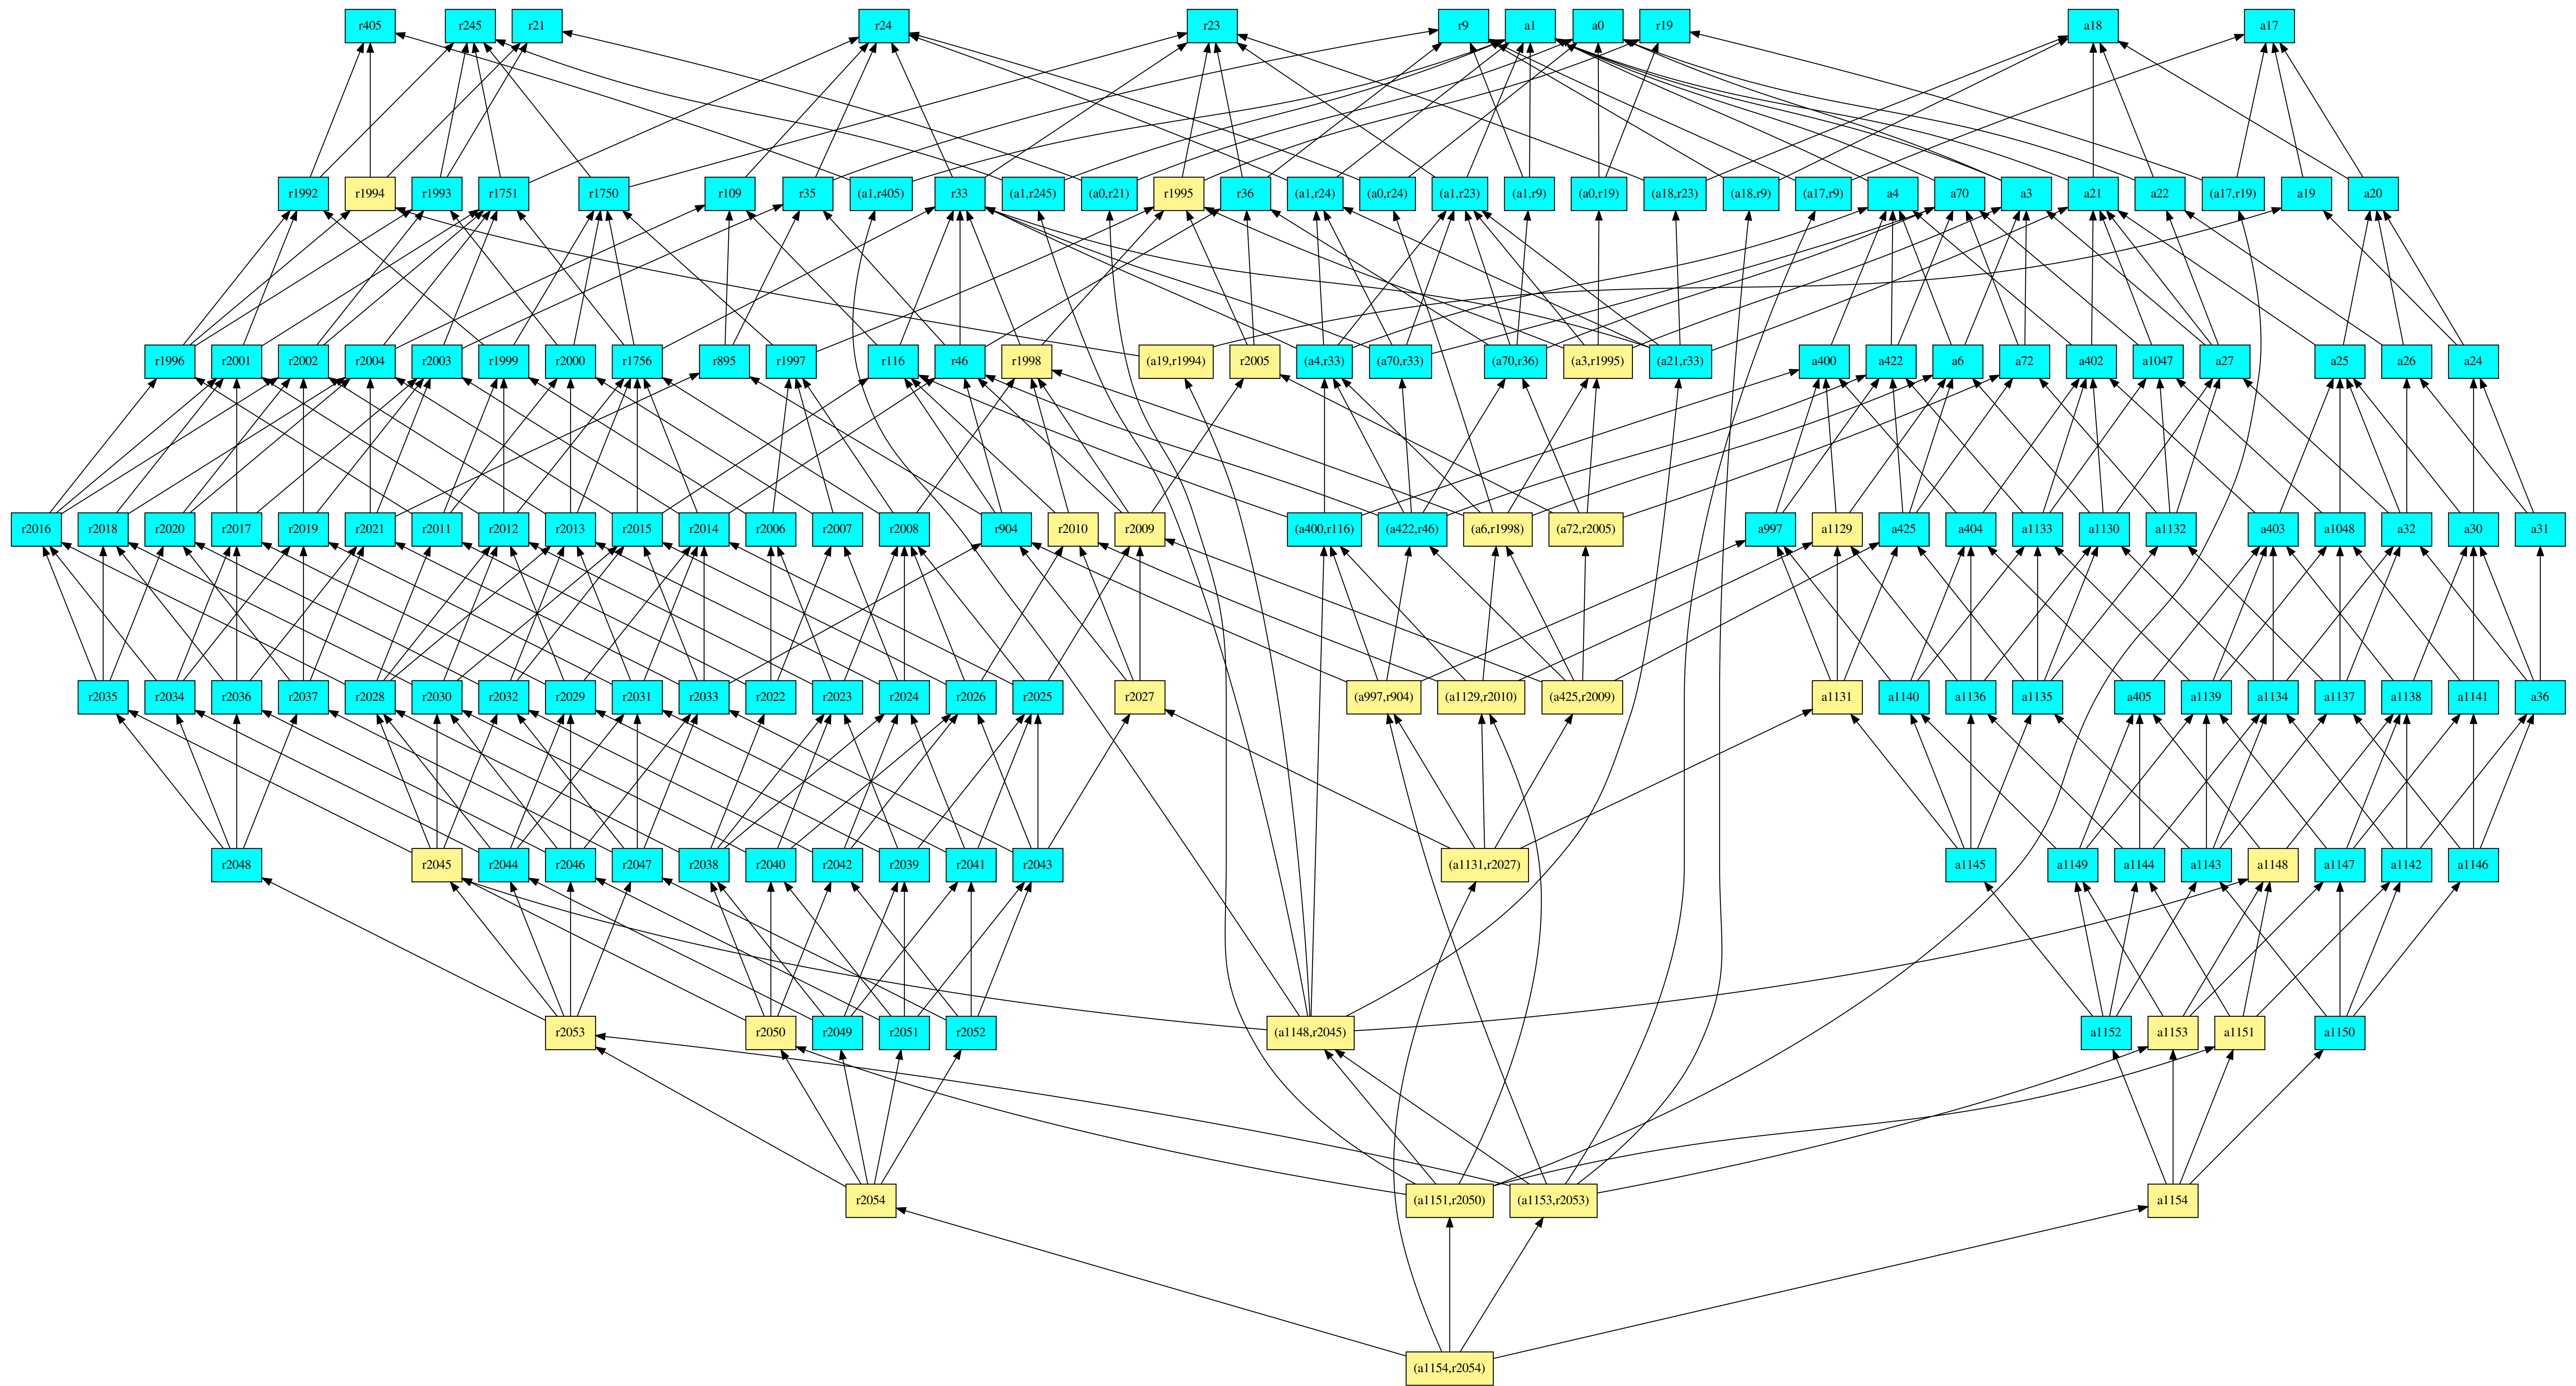 r405 r245 r21 r24 r23 r9 a1 a0 r19 a18 a17
r1992 r1994 r1993 r1751 r1750 r109 r35 (a1,r405) r33 (a1,r245) (a0,r21) r1995 r36 (a1,r24) (a0,r24) (a1,r23) (a1,r9) (a0,r19) (a18,r23) (a18,r9) (a17,r9) a4 a70 a3 a21 a22 (a17,r19) a19 a20
r1996 r2001 r2002 r2004 r2003 r1999 r2000 r1756 r895 r1997 r116 r46 r1998 (a19,r1994) r2005 (a4,r33) (a70,r33) (a70,r36) (a3,r1995) (a21,r33) a400 a422 a6 a72 a402 a1047 a27 a25 a26 a24
r2016 r2018 r2020 r2017 r2019 r2021 r2011 r2012 r2013 r2015 r2014 r2006 r2007 r2008 r904 r2010 r2009 (a400,r116) (a422,r46) (a6,r1998) (a72,r2005) a997 a1129 a425 a404 a1133 a1130 a1132 a403 a1048 a32 a30 a31
r2035 r2034 r2036 r2037 r2028 r2030 r2032 r2029 r2031 r2033 r2022 r2023 r2024 r2026 r2025 r2027 (a997,r904) (a1129,r2010) (a425,r2009) a1131 a1140 a1136 a1135 a405 a1139 a1134 a1137 a1138 a1141 a36
r2048 r2045 r2044 r2046 r2047 r2038 r2040 r2042 r2039 r2041 r2043 (a1131,r2027) a1145 a1149 a1144 a1143 a1148 a1147 a1142 a1146
r2053 r2050 r2049 r2051 r2052 (a1148,r2045) a1152 a1153 a1151 a1150
r2054 (a1151,r2050) (a1153,r2053) a1154
(a1154,r2054)